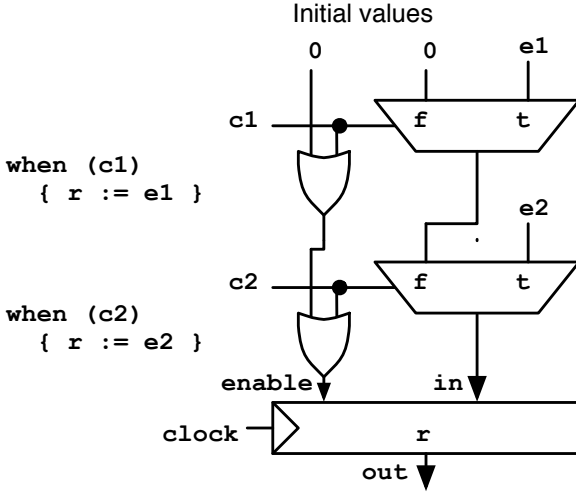 Initial values
0 0 e1
c1 f t
when (c1)
{ r := e1 }
e2
c2 f t
when (c2)
{ r := e2 }
enable in
clock r
out